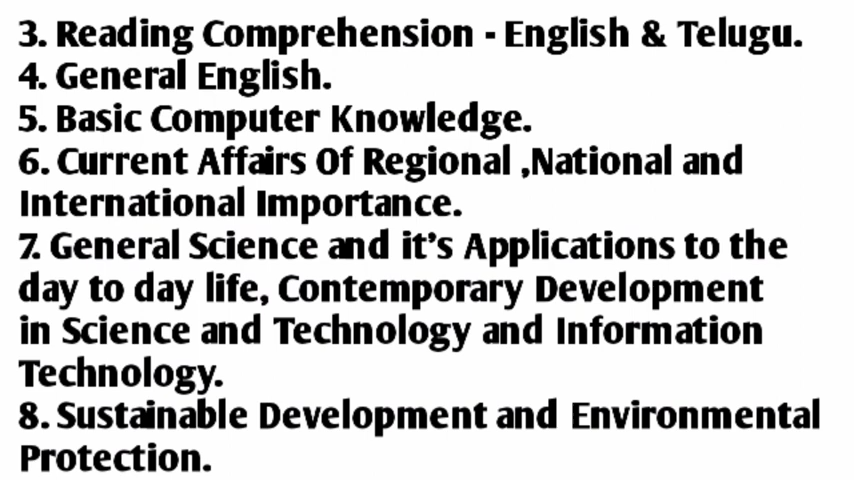 3. Reading Comprehension - English & Telugu.
4. General English.
5. Basic Computer Knowledge.
6. Current Affairs Of Regional ,National and
International Importance.
7. General Science and it's Applications to the
day to day life, Contemporary Development
in Science and Technology and Information
Technology.
8. Sustainable Development and Environmental
Protection.